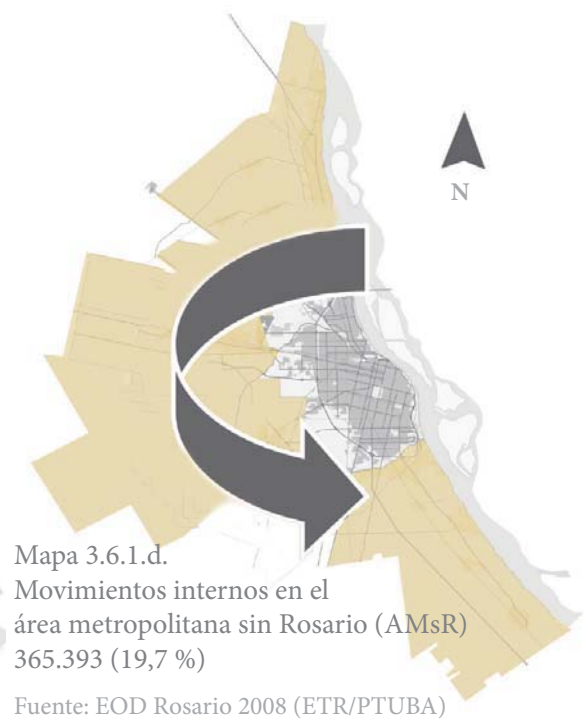 N
Mapa 3.6.1.d.
Movimientos internos en el
área metropolitana sin Rosario (AMsR)
365.393 (19,7 %)
Fuente: EOD Rosario 2008 (ETR/PTUBA)